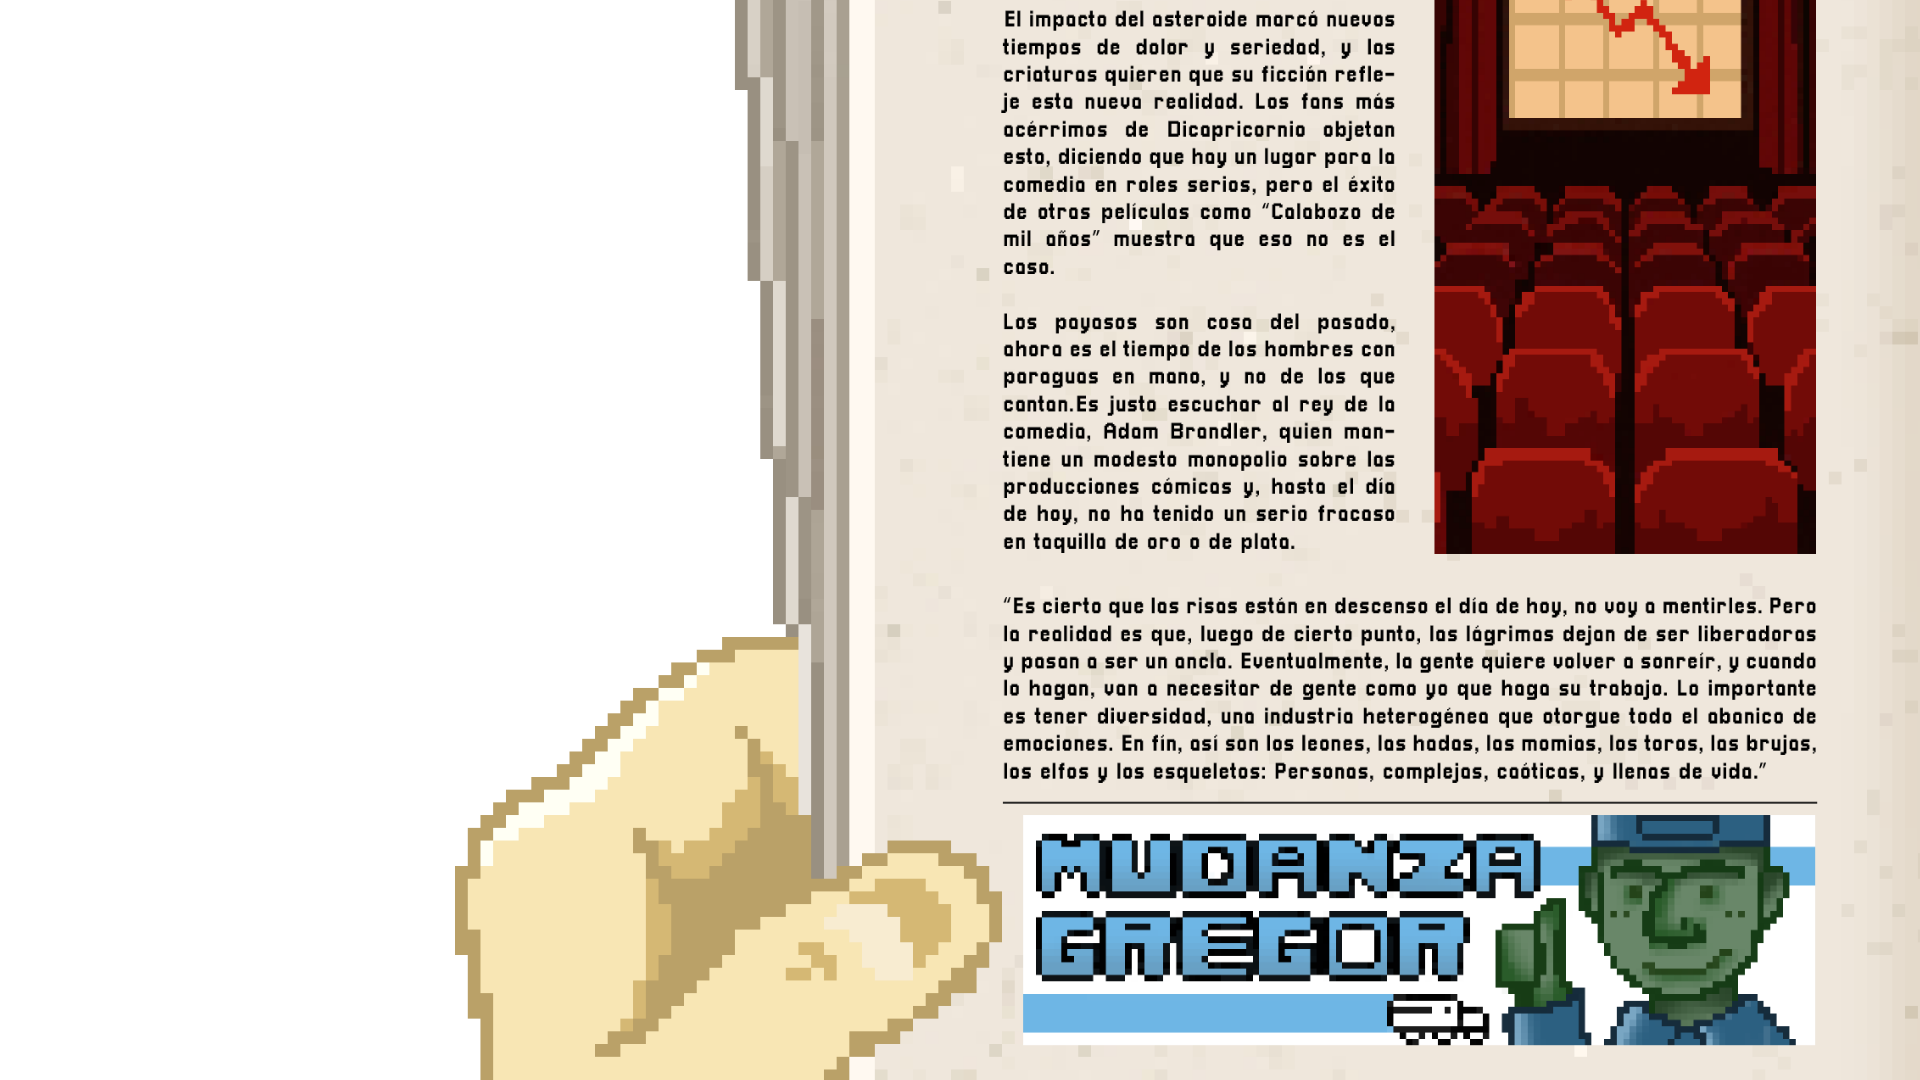 El impacto del asteroide marcó nuevos
tiempos de dolor y seriedad, y las
criaturas quieren que su ficción refle-
je esta nueva realidad. Los fans más
acérrimos de Dicapricornio objetan
esto, diciendo que hay un lugar para la
comedia en roles serios, pero el éxito
de otras películas como “Calabozo de
mil años” muestra que eso no es el
caso.
Los payasos son cosa del pasado,
ahora es el tiempo de los hombres con
paraguas en mano, y no de los que
cantan.Es justo escuchar al rey de la
comedia, Adam Brandler, quien man-
tiene un modesto monopolio sobre las
producciones cómicas y, hasta el día
de hoy, no ha tenido un serio fracaso
en taquilla de oro o de plata.
“Es cierto que las risas están en descenso el día de hoy, no voy a mentirles. Pero
la realidad es que, luego de cierto punto, las lágrimas dejan de ser liberadoras
y pasan a ser un ancla. Eventualmente, la gente quiere volver a sonreír, y cuando
lo hagan, van a necesitar de gente como yo que haga su trabajo. Lo importante
es tener diversidad, una industria heterogénea que otorgue todo el abanico de
emociones. En fín, así son los leones, las hadas, las momias, los toros, las brujas,
los elfos y los esqueletos: Personas, complejas, caóticas, y llenas de vida.”
MUDANZA
GREGOR